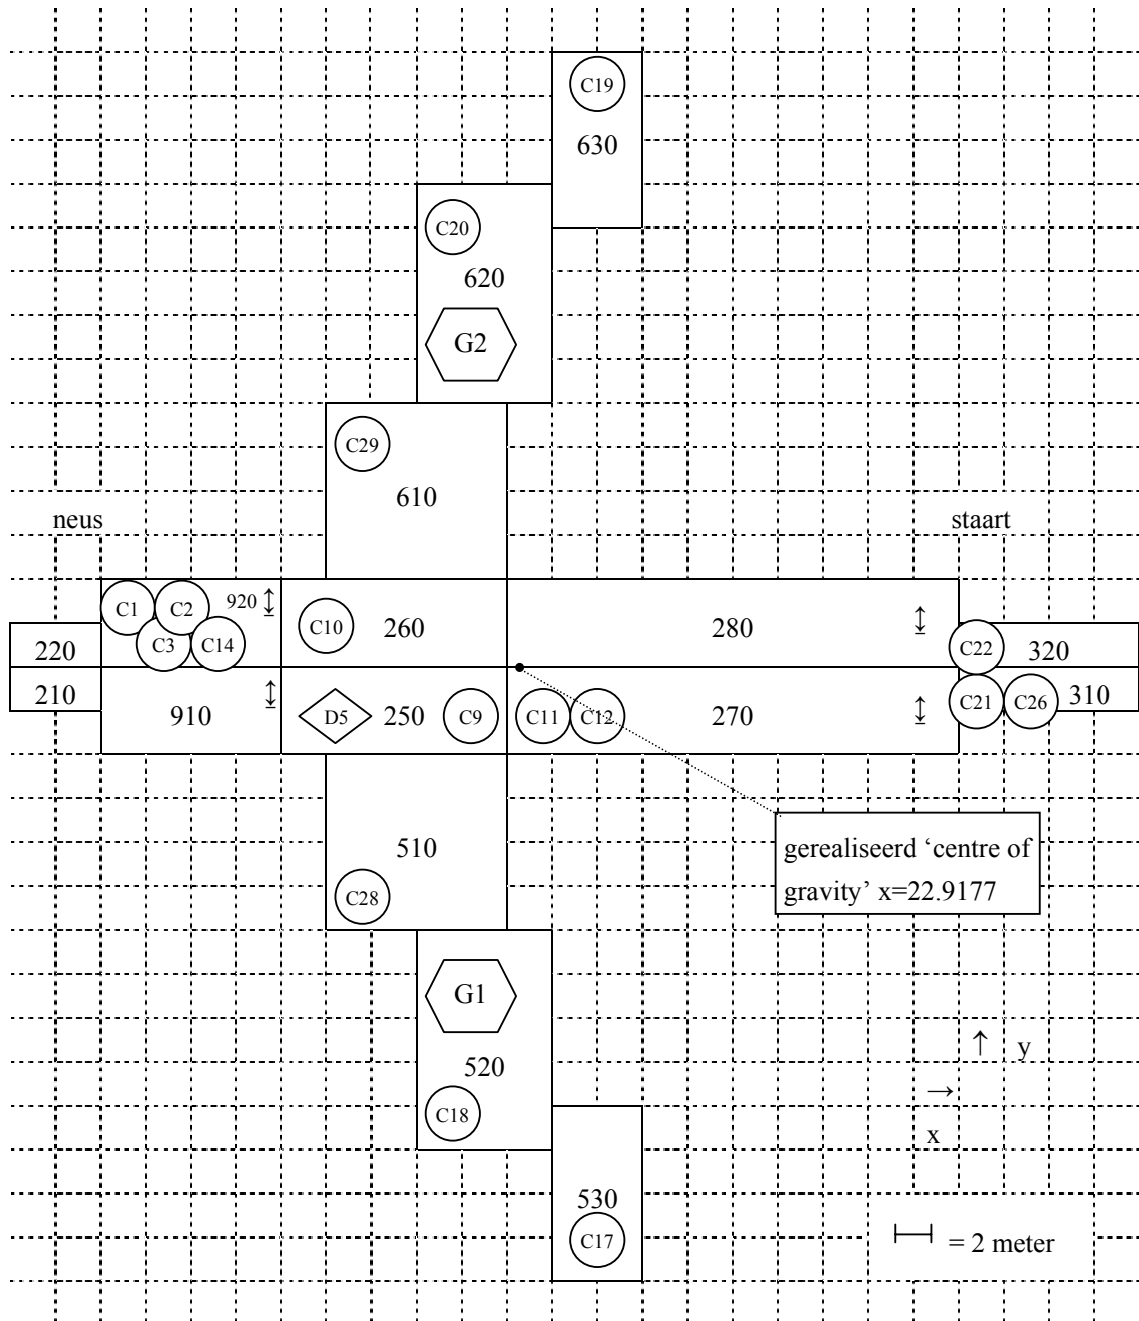 C19
630
C20
620
G2
C29
610
neus
staart
C1
C2
920
C3
C14
C10
260
280
C22
220
320
210
910
D5
250
C9
C11
C12
270
C21
C26
310
510
C28
gerealiseerd ‘centre of
gravity’ x=22.9177
G1
520
C18
↑ y
→
x
530
C17
= 2 meter